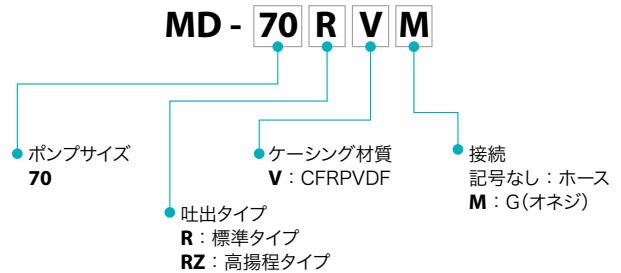 MD - 70 R V M
ポンプサイズ
70
吐出タイプ
R：標準タイプ
RZ：高揚程タイプ
ケーシング材質
V：CFRPVDF
接続
記号なし：ホース
M：G（オネジ）